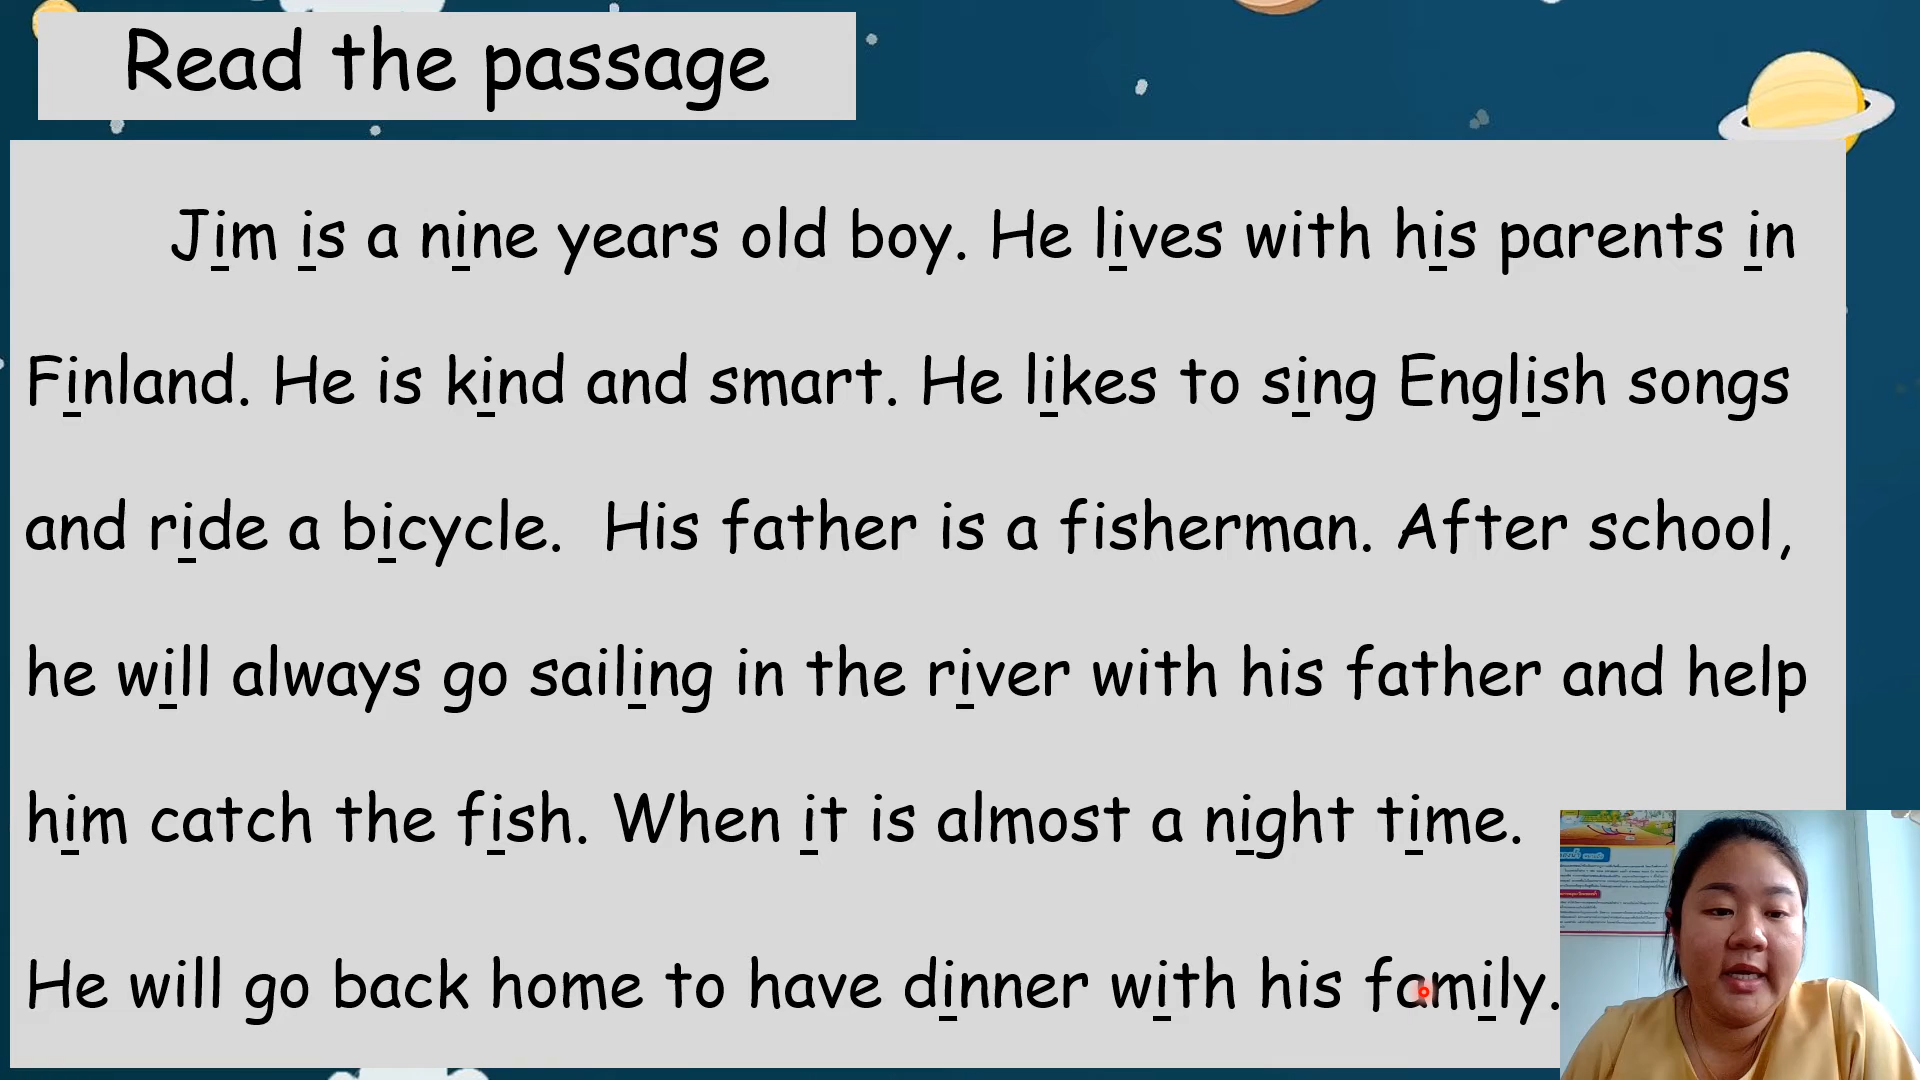 Read the passage
Jim is a nine years old boy. He lives with his parents in
Finland. He is kind and smart. He likes to sing English songs
and ride a bicycle.  His father is a fisherman. After school,
he will always go sailing in the river with his father and help
him catch the fish. When it is almost a night time.
He will go back home to have dinner with his family.